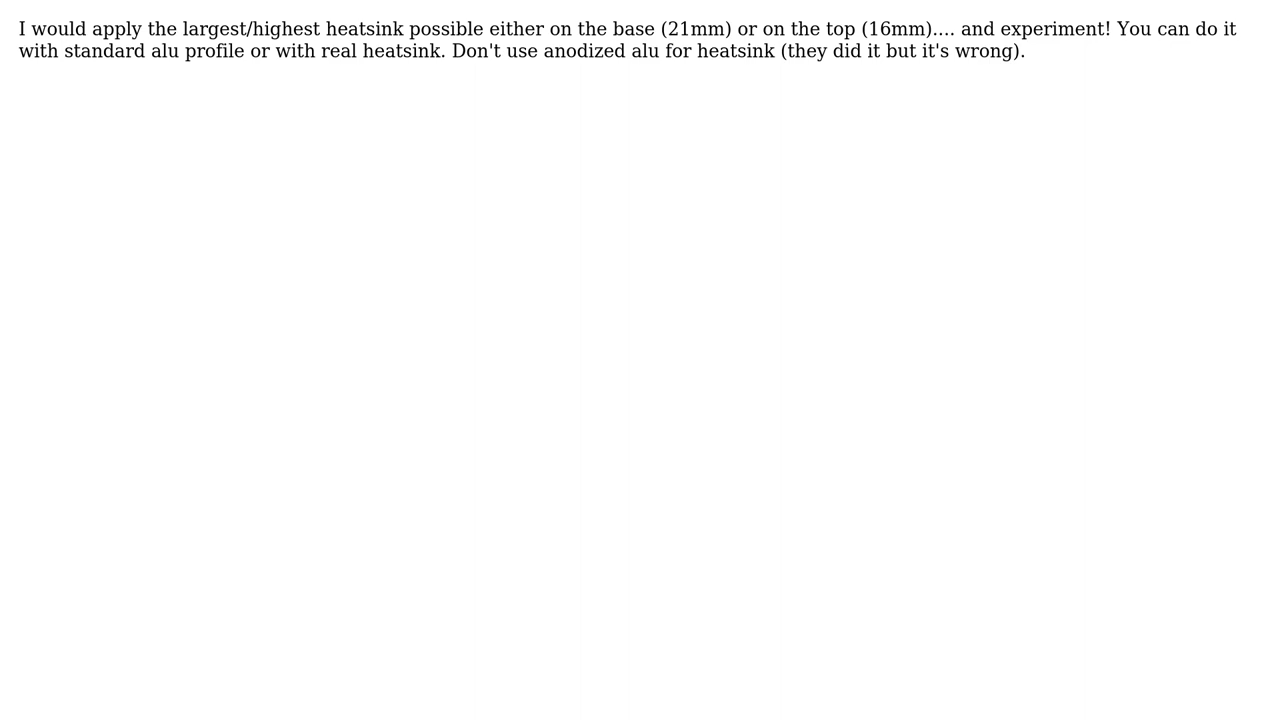 I would apply the largest/highest heatsink possible either on the base (21mm) or on the top (16mm).... and experiment! You can do it
with standard alu profile or with real heatsink. Don't use anodized alu for heatsink (they did it but it's wrong).